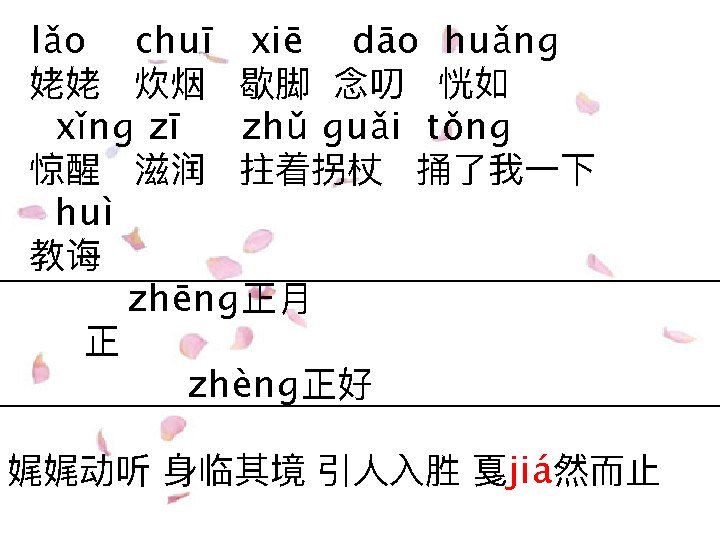 lǎo chuī xiē dāo huǎng
姥姥 炊烟 歇脚 念叨 恍如
xǐng zī zhǔ guǎi tǒng
惊醒 滋润 拄着拐杖 捅了我一下
huì
教诲
zhēng正月
正
zhèng正好
娓娓动听 身临其境 引人入胜 戛jiá然而止